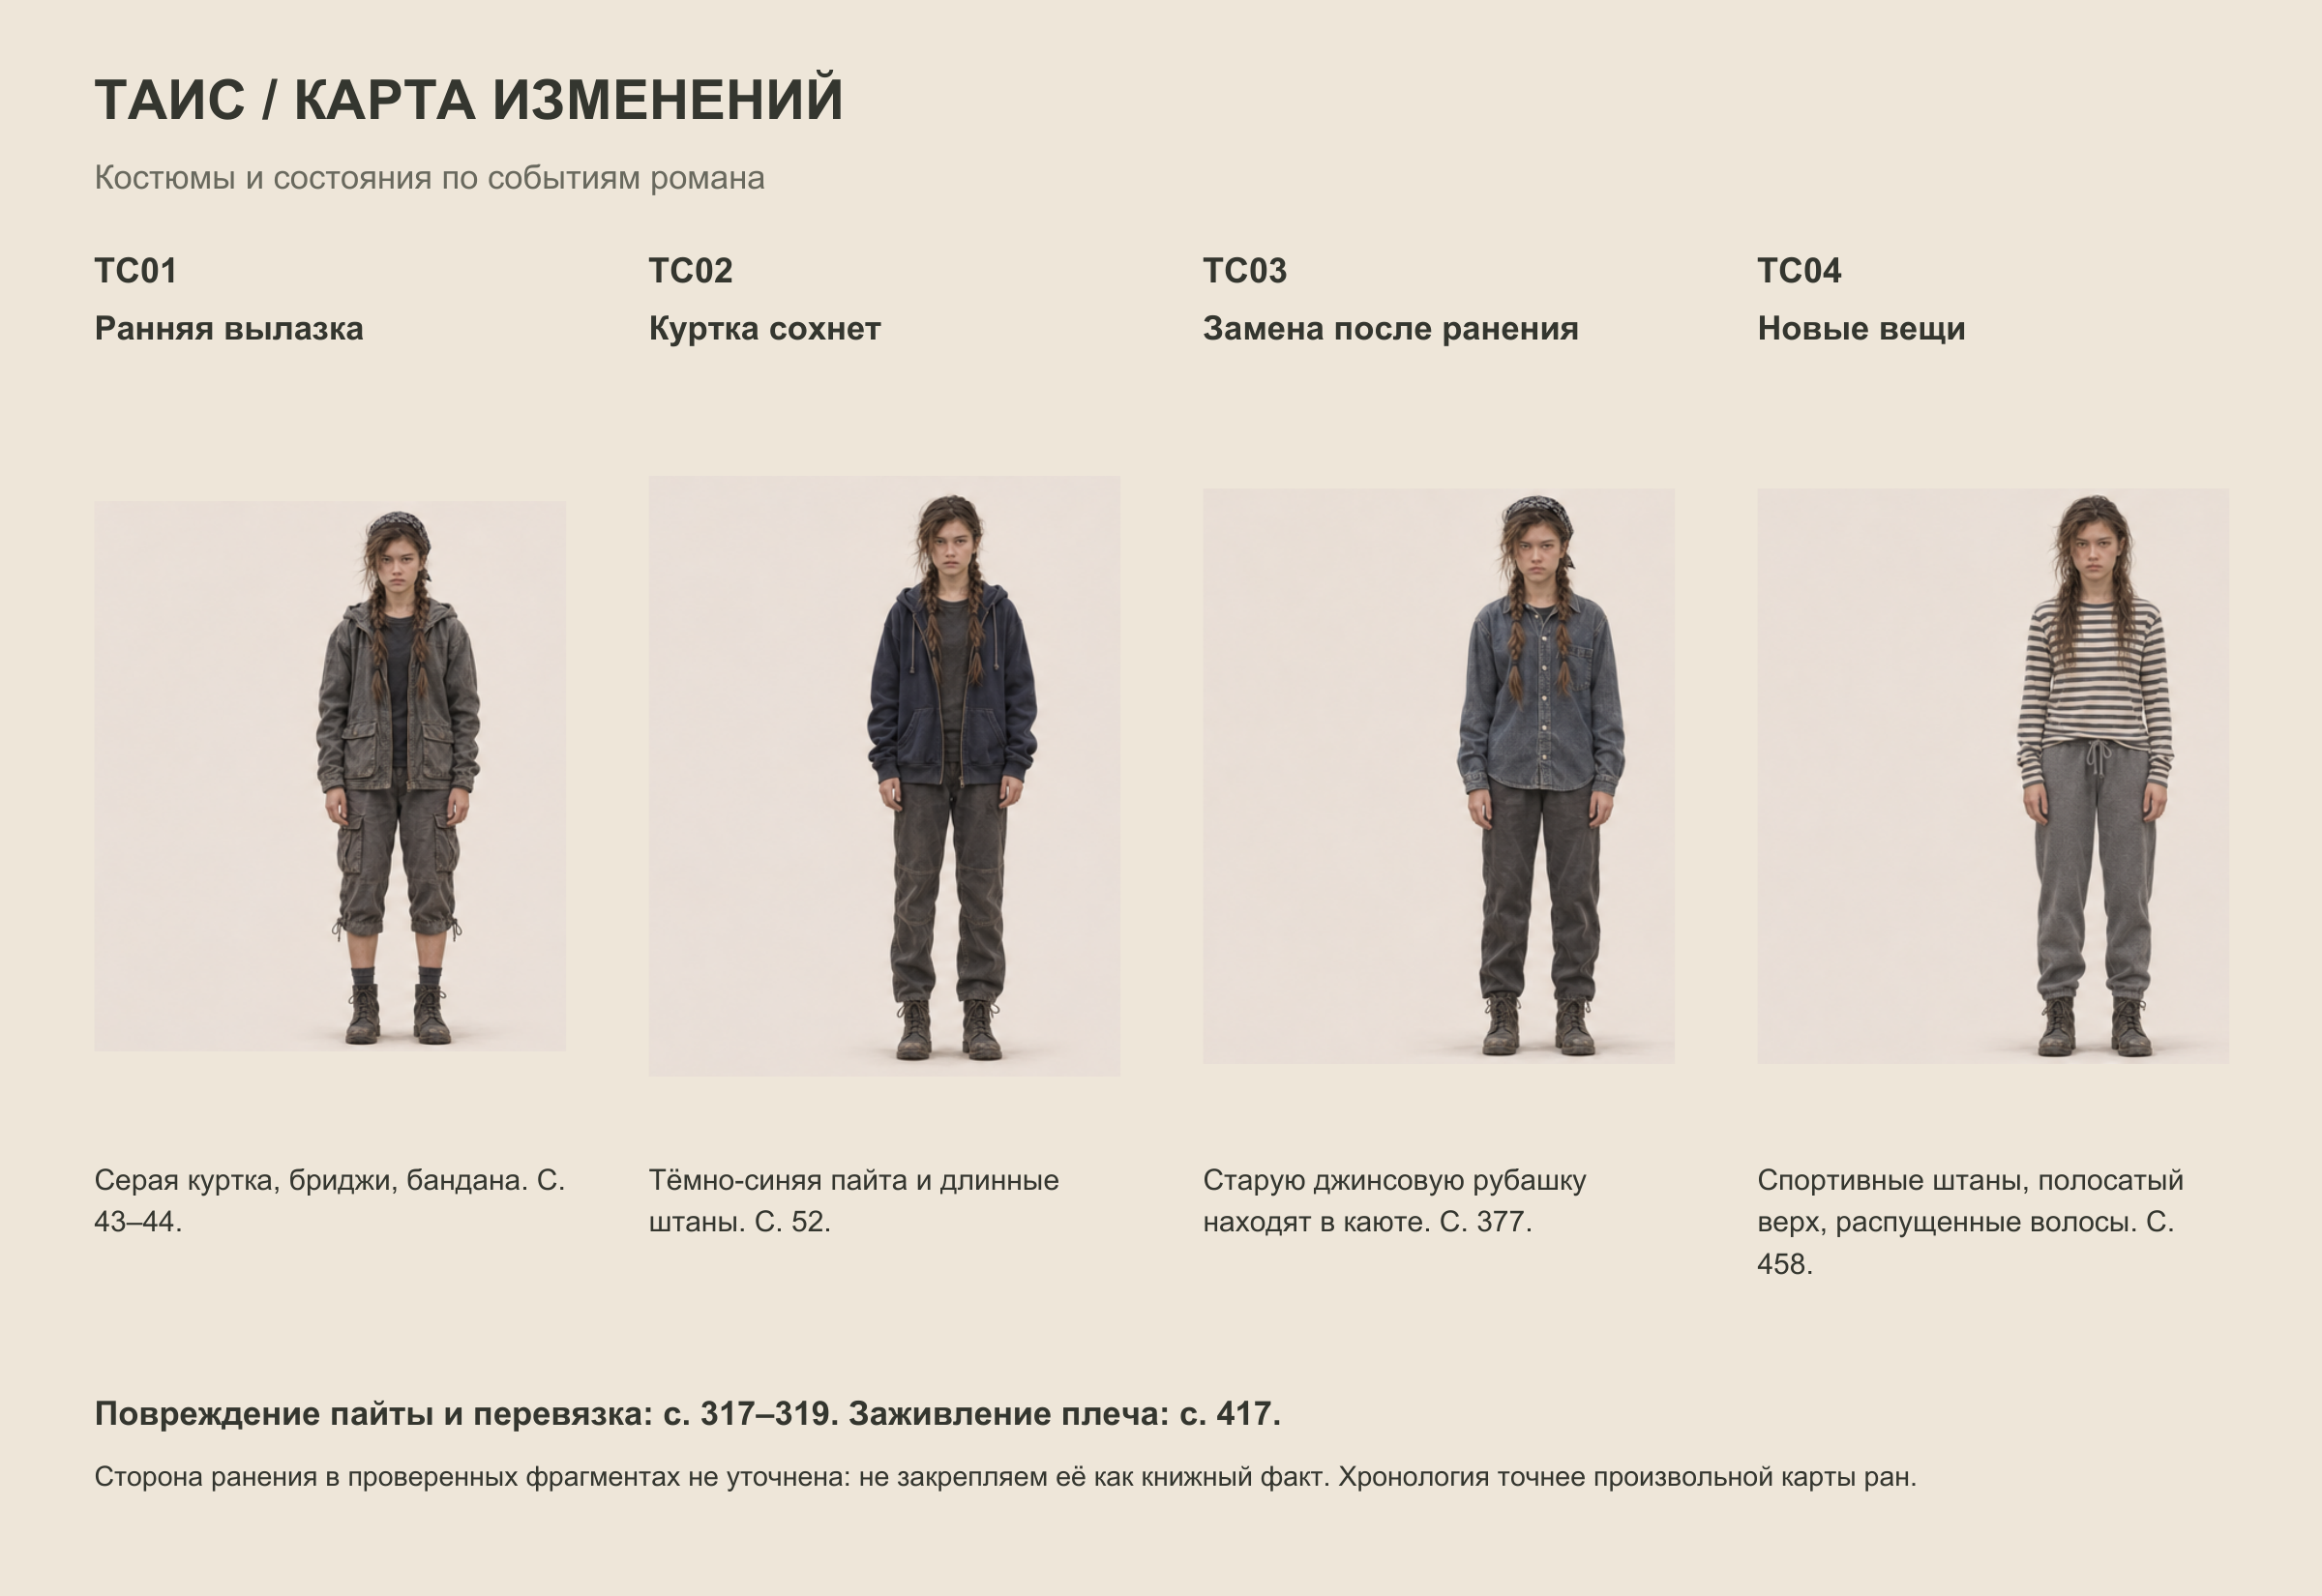 ТАИС / КАРТА ИЗМЕНЕНИЙ
Костюмы и состояния по событиям романа
TC01
Ранняя вылазка
Серая куртка, бриджи, бандана. С.
43–44.
TC02
Куртка сохнет
Тёмно-синяя пайта и длинные
штаны. С. 52.
TC03
Замена после ранения
Старую джинсовую рубашку
находят в каюте. С. 377.
TC04
Новые вещи
Спортивные штаны, полосатый
верх, распущенные волосы. С.
458.
Повреждение пайты и перевязка: с. 317–319. Заживление плеча: с. 417.
Сторона ранения в проверенных фрагментах не уточнена: не закрепляем её как книжный факт. Хронология точнее произвольной карты ран.